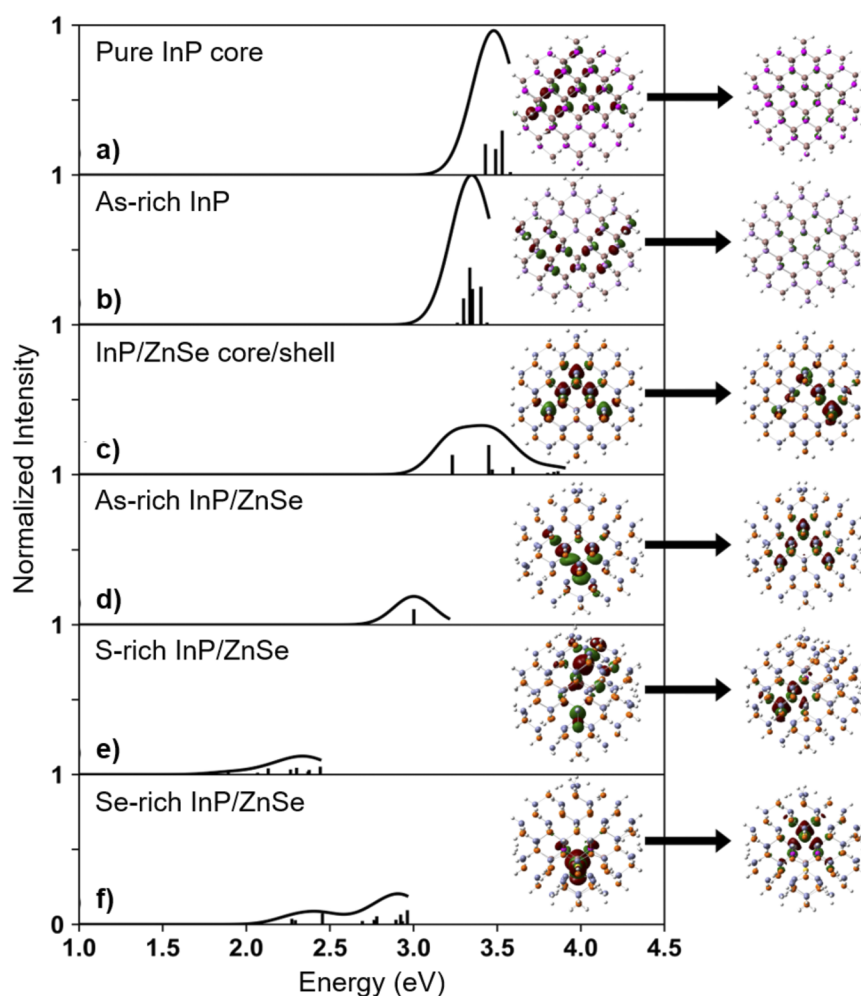 1
Pure InP core
a)
1
As-rich InP
b)
1
InP/ZnSe core/shell
c)
1
As-rich InP/ZnSe
d)
1
S-rich InP/ZnSe
e)
1
Se-rich InP/ZnSe
f)
0
1.0 1.5 2.0 2.5 3.0 3.5 4.0 4.5
Energy (eV)
Normalized Intensity